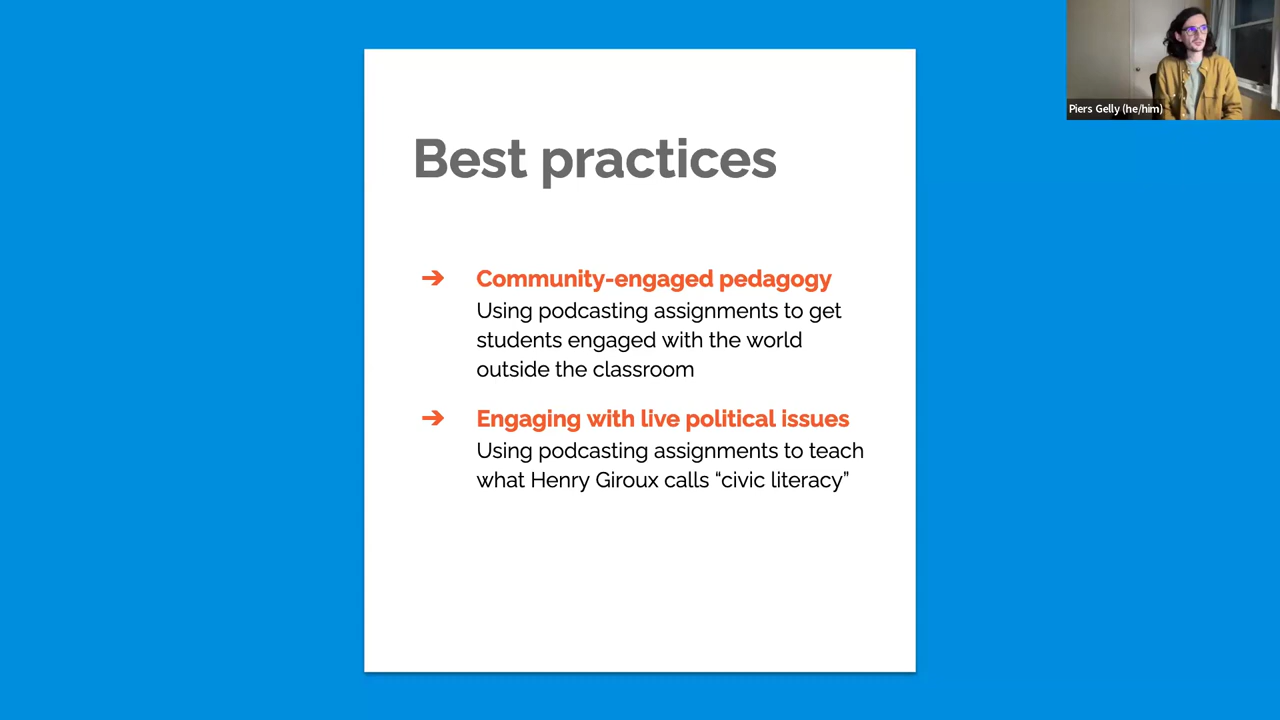 Best practices
➔ Community-engaged pedagogy
Using podcasting assignments to get
students engaged with the world
outside the classroom
➔ Engaging with live political issues
Using podcasting assignments to teach
what Henry Giroux calls “civic literacy”
Piers Gelly (he/him)